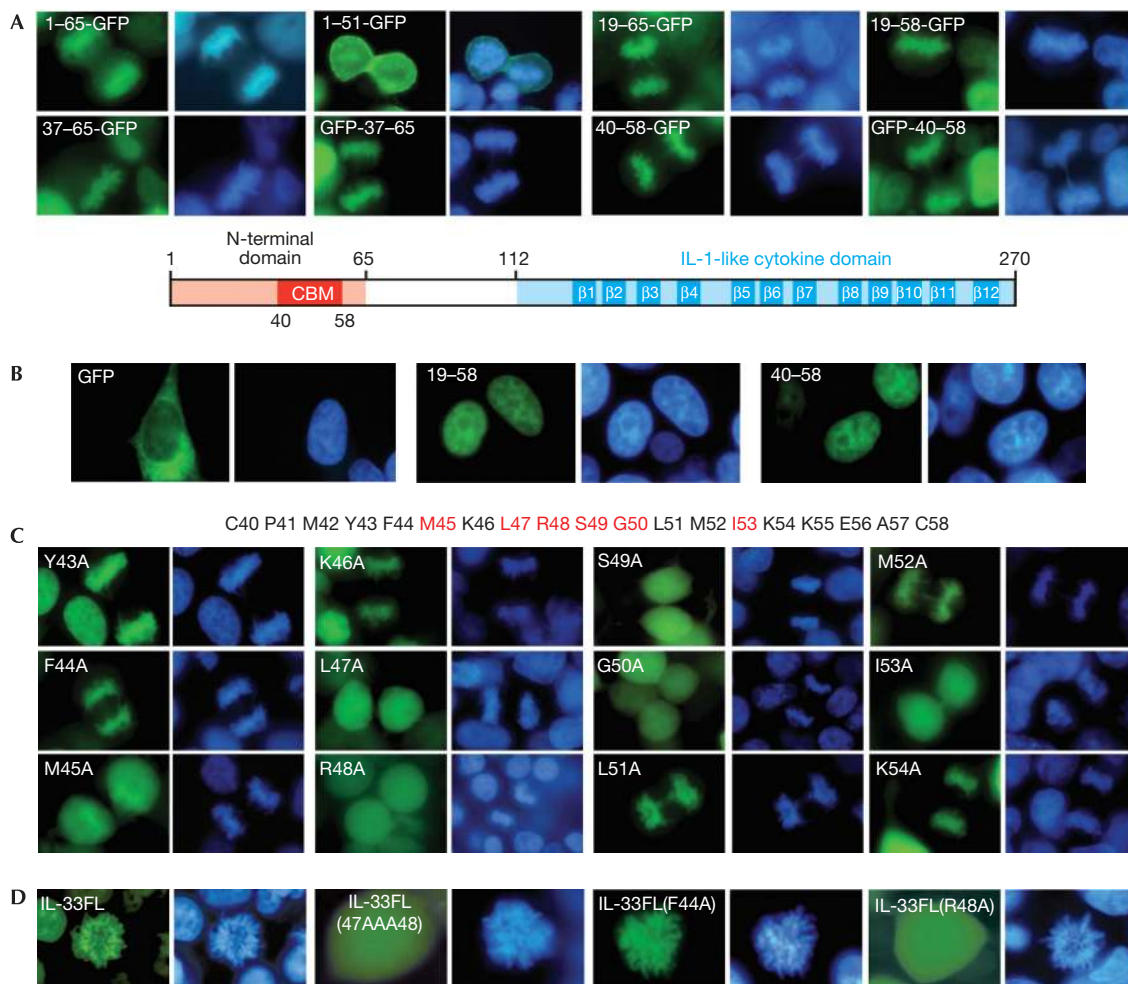 A
1–65-GFP
1–51-GFP
19–65-GFP
19–58-GFP
37–65-GFP
GFP-37–65
40–58-GFP
GFP-40–58
N-terminal
domain
IL-1-like cytokine domain
1
65
112
270
CBM
β1 β2 β3 β4 β5 β6 β7 β8 β9 β10 β11 β12
40
58
B
GFP
19–58
40–58
C40 P41 M42 Y43 F44 M45 K46 L47 R48 S49 G50 L51 M52 I53 K54 K55 E56 A57 C58
C
Y43A
K46A
S49A
M52A
F44A
L47A
G50A
I53A
M45A
R48A
L51A
K54A
D
IL-33FL
IL-33FL
(47AAA48)
IL-33FL(F44A)
IL-33FL(R48A)